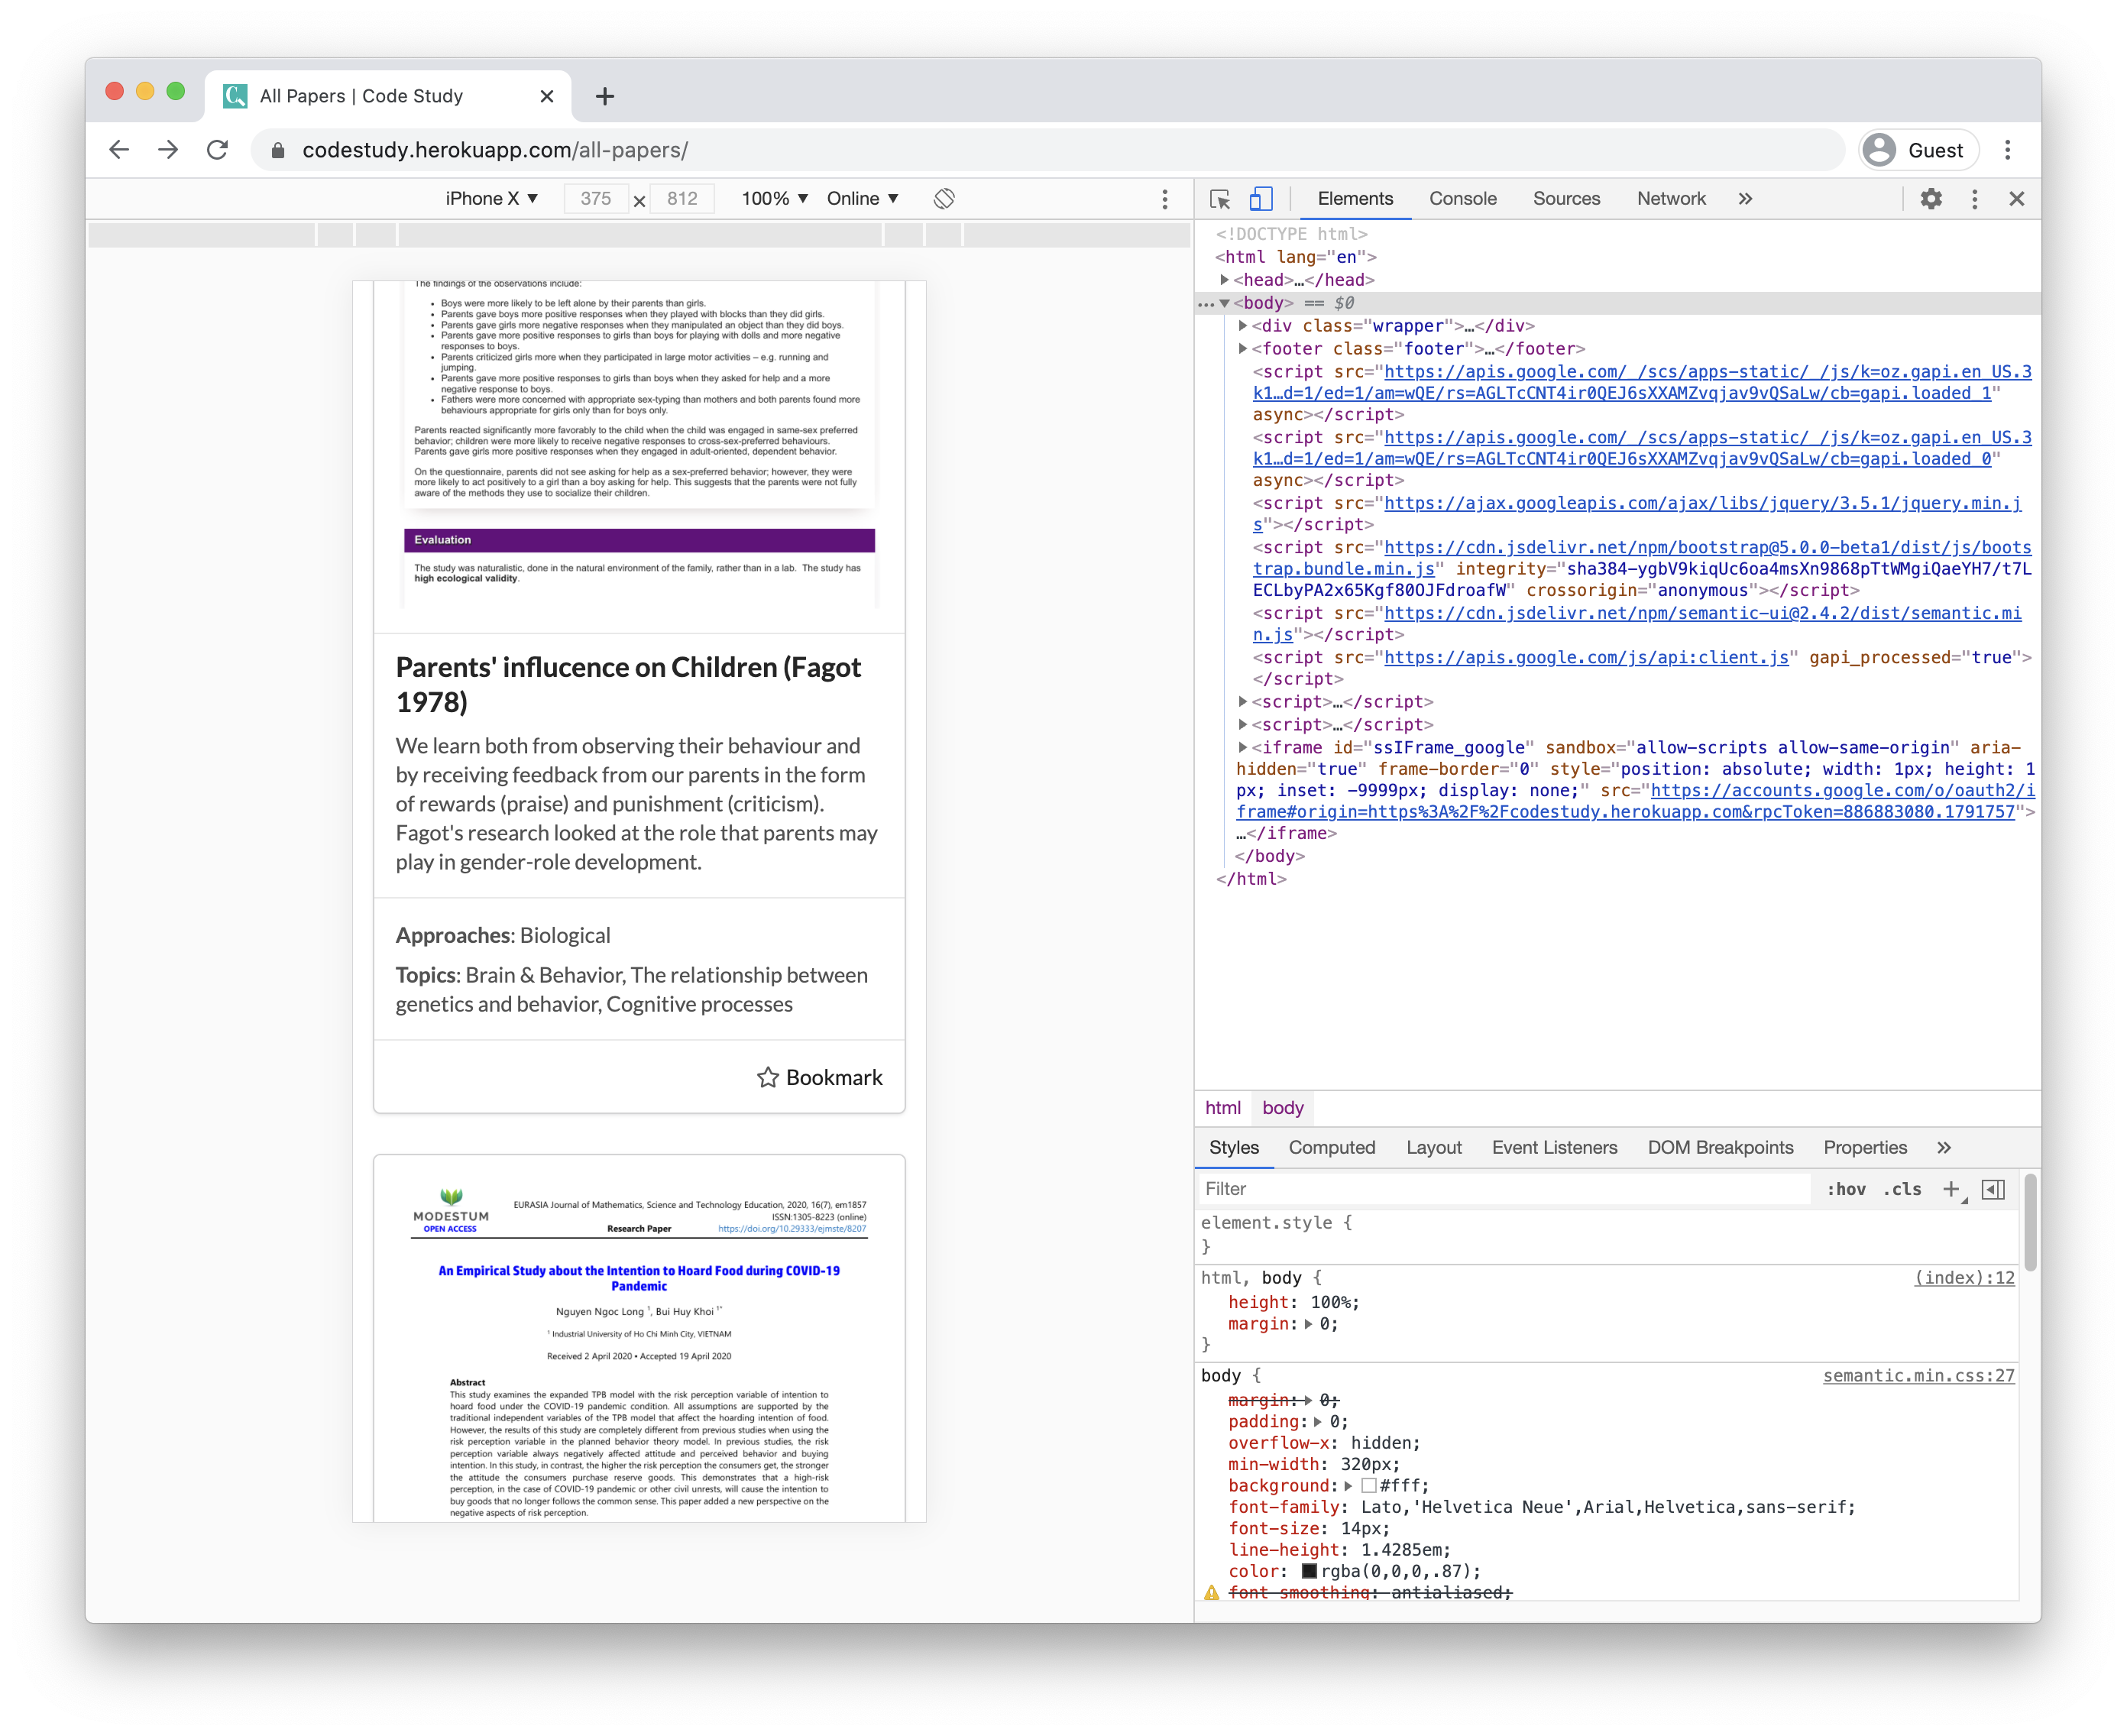 All Papers | Code Study
codestudy.herokuapp.com/all-papers/
Guest
iPhone X ▼ 375 × 812 100% ▼ Online ▼
The findings of the observations include:
• Boys were more likely to be left alone by their parents than girls.
• Parents gave boys more positive responses when they played with blocks than they did girls.
• Parents gave girls more negative responses when they manipulated an object than they did boys.
• Parents gave more positive responses to girls than boys for playing with dolls and more negative
responses to boys.
• Parents criticized girls more when they participated in large motor activities – e.g. running and
jumping.
• Parents gave more positive responses to girls than boys when they asked for help and a more
negative response to boys.
• Fathers were more concerned with appropriate sex-typing than mothers and both parents found more
behaviours appropriate for girls only than for boys only.
Parents reacted significantly more favorably to the child when the child was engaged in same-sex preferred
behavior; children were more likely to receive negative responses to cross-sex-preferred behaviours.
Parents gave girls more positive responses when they engaged in adult-oriented, dependent behavior.
On the questionnaire, parents did not see asking for help as a sex-preferred behavior; however, they were
more likely to act positively to a girl than a boy asking for help. This suggests that the parents were not fully
aware of the methods they use to socialize their children.
Evaluation
The study was naturalistic, done in the natural environment of the family, rather than in a lab. The study has
high ecological validity.
Parents' influcence on Children (Fagot
1978)
We learn both from observing their behaviour and
by receiving feedback from our parents in the form
of rewards (praise) and punishment (criticism).
Fagot's research looked at the role that parents may
play in gender-role development.
Approaches: Biological
Topics: Brain & Behavior, The relationship between
genetics and behavior, Cognitive processes
Bookmark
MODESTUM
OPEN ACCESS
EURASIA Journal of Mathematics, Science and Technology Education, 2020, 16(7), em1857
ISSN:1305-8223 (online)
Research Paper https://doi.org/10.29333/ejmste/8207
An Empirical Study about the Intention to Hoard Food during COVID-19
Pandemic
Nguyen Ngoc Long 1, Bui Huy Khoi 1*
1 Industrial University of Ho Chi Minh City, VIETNAM
Received 2 April 2020 • Accepted 19 April 2020
Abstract
This study examines the expanded TPB model with the risk perception variable of intention to
hoard food under the COVID-19 pandemic condition. All assumptions are supported by the
traditional independent variables of the TPB model that affect the hoarding intention of food.
However, the results of this study are completely different from previous studies when using the
risk perception variable in the planned behavior theory model. In previous studies, the risk
perception variable always negatively affected attitude and perceived behavior and buying
intention. In this study, in contrast, the higher the risk perception the consumers get, the stronger
the attitude the consumers purchase reserve goods. This demonstrates that a high-risk
perception, in the case of COVID-19 pandemic or other civil unrests, will cause the intention to
buy goods that no longer follows the common sense. This paper added a new perspective on the
negative aspects of risk perception.
Elements Console Sources Network »
<!DOCTYPE html>
<html lang="en">
▶<head>…</head>
…▼<body> == $0
▶<div class="wrapper">…</div>
▶<footer class="footer">…</footer>
<script src="https://apis.google.com/_/scs/apps-static/_/js/k=oz.gapi.en_US.3
k1…d=1/ed=1/am=wQE/rs=AGLTcCNT4ir0QEJ6sXXAMZvqjav9vQSaLw/cb=gapi.loaded_1"
async></script>
<script src="https://apis.google.com/_/scs/apps-static/_/js/k=oz.gapi.en_US.3
k1…d=1/ed=1/am=wQE/rs=AGLTcCNT4ir0QEJ6sXXAMZvqjav9vQSaLw/cb=gapi.loaded_0"
async></script>
<script src="https://ajax.googleapis.com/ajax/libs/jquery/3.5.1/jquery.min.j
s"></script>
<script src="https://cdn.jsdelivr.net/npm/bootstrap@5.0.0-beta1/dist/js/boots
trap.bundle.min.js" integrity="sha384-ygbV9kiqUc6oa4msXn9868pTtWMgiQaeYH7/t7L
ECLbyPA2x65Kgf80OJFdroafW" crossorigin="anonymous"></script>
<script src="https://cdn.jsdelivr.net/npm/semantic-ui@2.4.2/dist/semantic.mi
n.js"></script>
<script src="https://apis.google.com/js/api:client.js" gapi_processed="true">
</script>
▶<script>…</script>
▶<script>…</script>
▶<iframe id="ssIFrame_google" sandbox="allow-scripts allow-same-origin" aria-
hidden="true" frame-border="0" style="position: absolute; width: 1px; height: 1
px; inset: -9999px; display: none;" src="https://accounts.google.com/o/oauth2/i
frame#origin=https%3A%2F%2Fcodestudy.herokuapp.com&rpcToken=886883080.1791757">
…</iframe>
</body>
</html>
html body
Styles Computed Layout Event Listeners DOM Breakpoints Properties »
Filter :hov .cls +
element.style {
}
html, body { (index):12
height: 100%;
margin:▶ 0;
}
body { semantic.min.css:27
margin:▶ 0;
padding:▶ 0;
overflow-x: hidden;
min-width: 320px;
background:▶ #fff;
font-family: Lato,'Helvetica Neue',Arial,Helvetica,sans-serif;
font-size: 14px;
line-height: 1.4285em;
color: rgba(0,0,0,.87);
font-smoothing: antialiased;